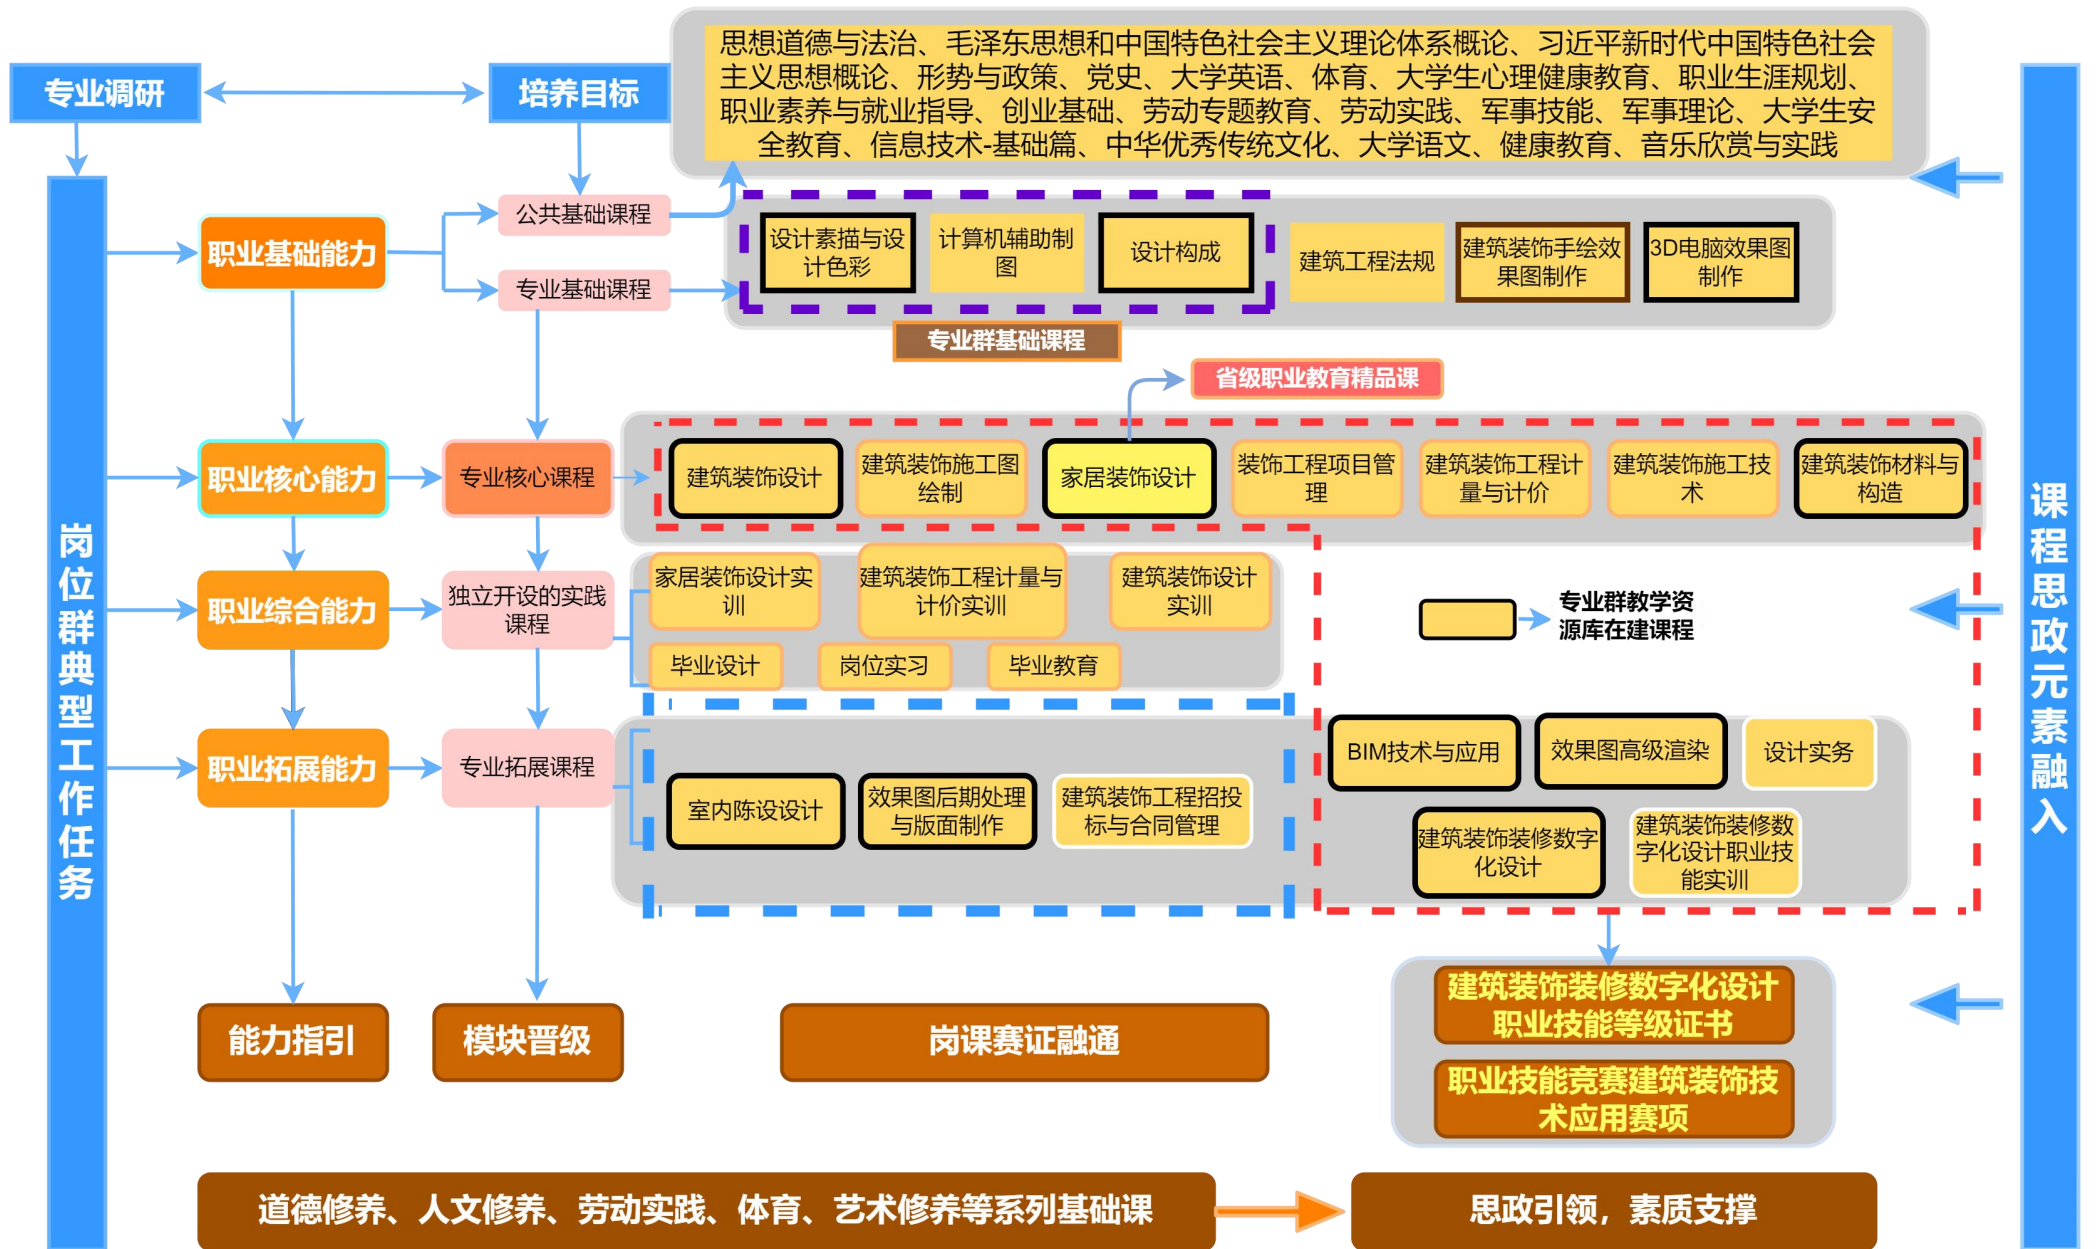 思想道德与法治、毛泽东思想和中国特色社会主义理论体系概论、习近平新时代中国特色社会
主义思想概论、形势与政策、党史、大学英语、体育、大学生心理健康教育、职业生涯规划、
职业素养与就业指导、创业基础、劳动专题教育、劳动实践、军事技能、军事理论、大学生安
全教育、信息技术-基础篇、中华优秀传统文化、大学语文、健康教育、音乐欣赏与实践
专业调研
培养目标
岗位群典型工作任务
课程思政元素融入
职业基础能力
公共基础课程
专业基础课程
设计素描与设
计色彩
计算机辅助制
图
设计构成
建筑工程法规
建筑装饰手绘效
果图制作
3D电脑效果图
制作
专业群基础课程
省级职业教育精品课
职业核心能力
专业核心课程
建筑装饰设计
建筑装饰施工图
绘制
家居装饰设计
装饰工程项目管
理
建筑装饰工程计
量与计价
建筑装饰施工技
术
建筑装饰材料与
构造
职业综合能力
独立开设的实践
课程
家居装饰设计实
训
建筑装饰工程计量与
计价实训
建筑装饰设计
实训
毕业设计
岗位实习
毕业教育
专业群教学资
源库在建课程
职业拓展能力
专业拓展课程
室内陈设设计
效果图后期处理
与版面制作
建筑装饰工程招投
标与合同管理
BIM技术与应用
效果图高级渲染
设计实务
建筑装饰装修数字
化设计
建筑装饰装修数
字化设计职业技
能实训
能力指引
模块晋级
岗课赛证融通
建筑装饰装修数字化设计
职业技能等级证书
职业技能竞赛建筑装饰技
术应用赛项
道德修养、人文修养、劳动实践、体育、艺术修养等系列基础课
思政引领，素质支撑